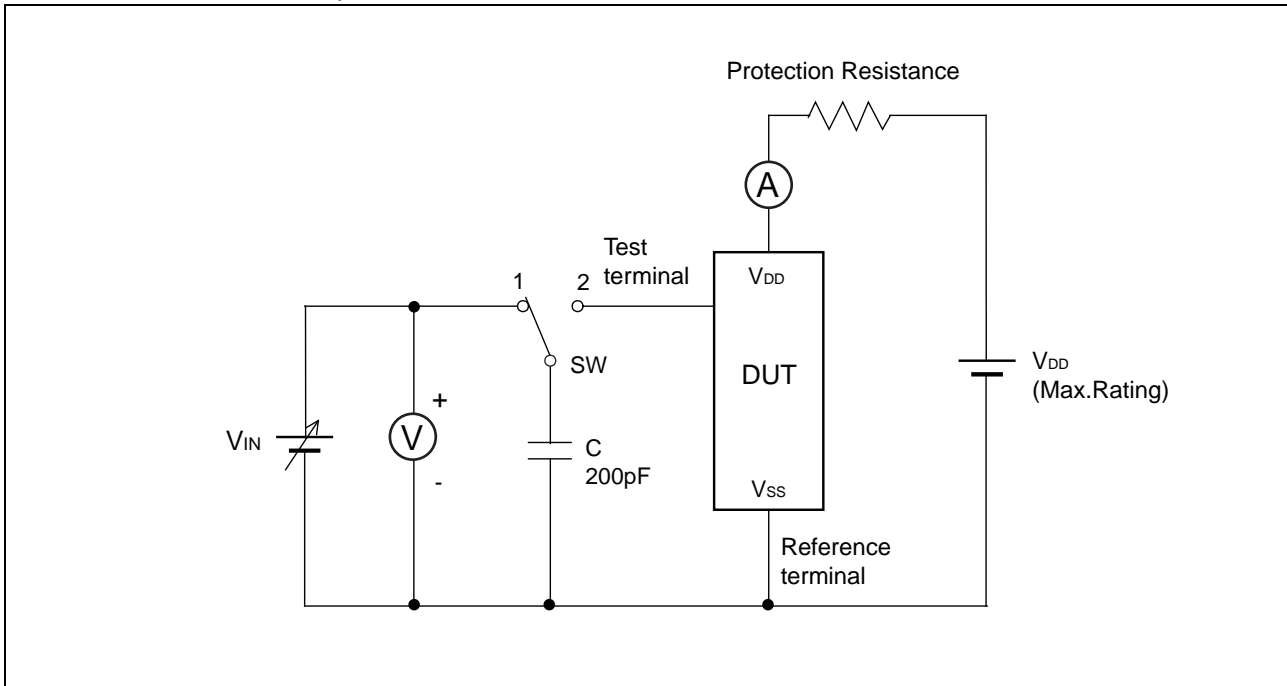 Protection Resistance
A
Test
terminal
1
2
VDD
SW
DUT
VDD
(Max.Rating)
+
VIN
V
C
200pF
-
VSS
Reference
terminal